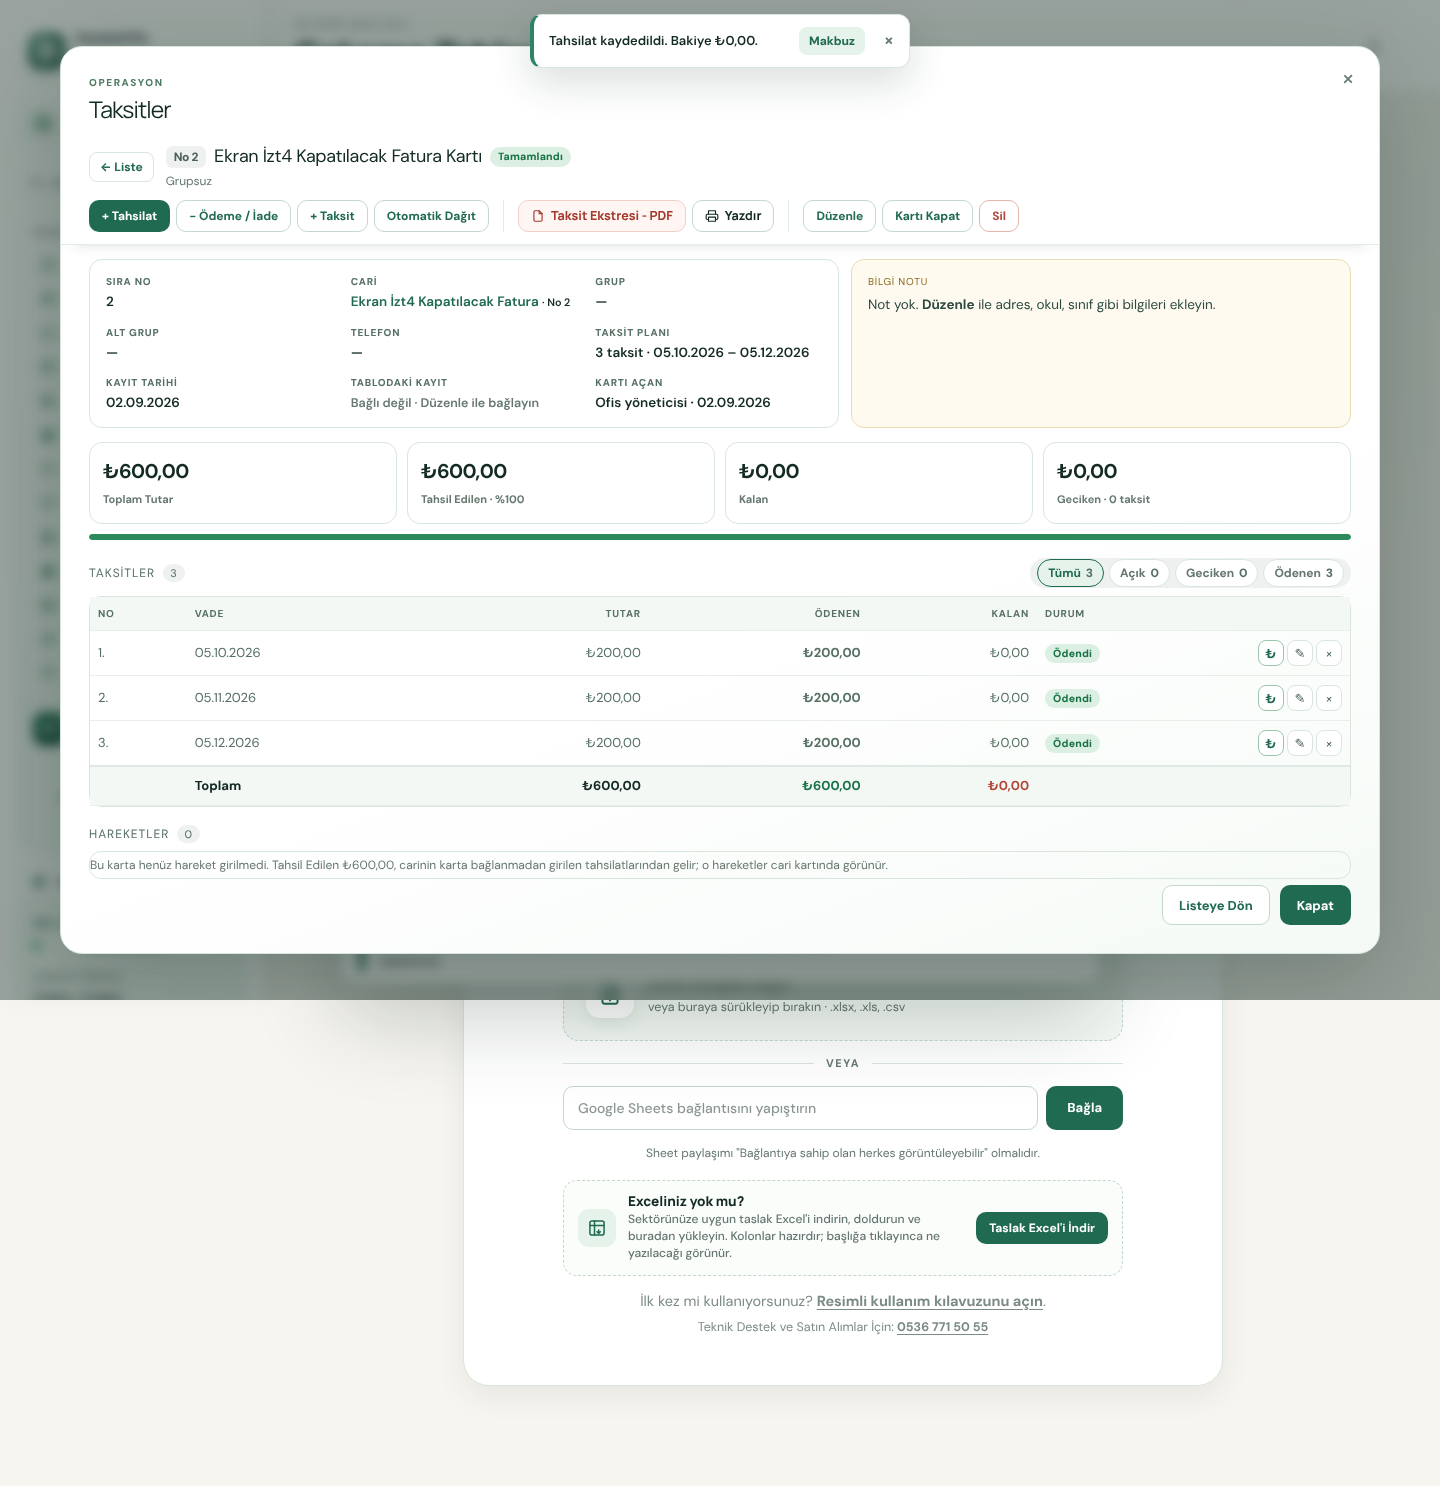 Tahsilat kaydedildi. Bakiye ₺0,00.
Makbuz
×
OPERASYON
×
Taksitler
← Liste
No 2
Ekran İzt4 Kapatılacak Fatura Kartı
Tamamlandı
Grupsuz
+ Tahsilat
− Ödeme / İade
+ Taksit
Otomatik Dağıt
Taksit Ekstresi - PDF
Yazdır
Düzenle
Kartı Kapat
Sil
SIRA NO
2
CARİ
Ekran İzt4 Kapatılacak Fatura · No 2
GRUP
—
ALT GRUP
—
TELEFON
—
TAKSİT PLANI
3 taksit · 05.10.2026 – 05.12.2026
KAYIT TARİHİ
02.09.2026
TABLODAKİ KAYIT
Bağlı değil · Düzenle ile bağlayın
KARTI AÇAN
Ofis yöneticisi · 02.09.2026
BİLGİ NOTU
Not yok. Düzenle ile adres, okul, sınıf gibi bilgileri ekleyin.
₺600,00
Toplam Tutar
₺600,00
Tahsil Edilen · %100
₺0,00
Kalan
₺0,00
Geciken · 0 taksit
TAKSİTLER 3
Tümü 3
Açık 0
Geciken 0
Ödenen 3
NO VADE TUTAR ÖDENEN KALAN DURUM
1. 05.10.2026 ₺200,00 ₺200,00 ₺0,00 Ödendi ₺ ✎ ×
2. 05.11.2026 ₺200,00 ₺200,00 ₺0,00 Ödendi ₺ ✎ ×
3. 05.12.2026 ₺200,00 ₺200,00 ₺0,00 Ödendi ₺ ✎ ×
Toplam ₺600,00 ₺600,00 ₺0,00
HAREKETLER 0
Bu karta henüz hareket girilmedi. Tahsil Edilen ₺600,00, carinin karta bağlanmadan girilen tahsilatlarından gelir; o hareketler cari kartında görünür.
Listeye Dön
Kapat
veya buraya sürükleyip bırakın · .xlsx, .xls, .csv
VEYA
Google Sheets bağlantısını yapıştırın
Bağla
Sheet paylaşımı "Bağlantıya sahip olan herkes görüntüleyebilir" olmalıdır.
Exceliniz yok mu?
Sektörünüze uygun taslak Excel'i indirin, doldurun ve
buradan yükleyin. Kolonlar hazırdır; başlığa tıklayınca ne
yazılacağı görünür.
Taslak Excel'i İndir
İlk kez mi kullanıyorsunuz? Resimli kullanım kılavuzunu açın.
Teknik Destek ve Satın Alımlar İçin: 0536 771 50 55